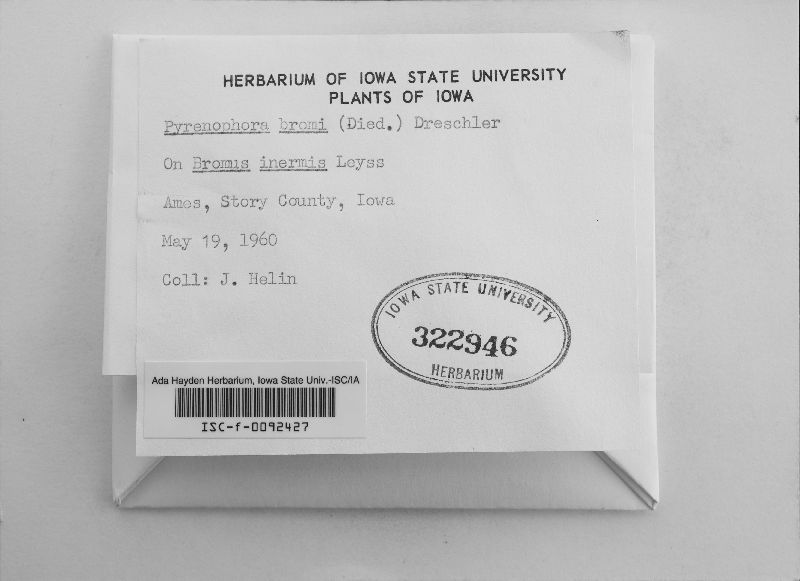 HERBARIUM OF IOWA STATE UNIVERSITY
PLANTS OF IOWA
Pyrenophora bromi (Died.) Dreschler
On Bromus inermis Leyss
Ames, Story County, Iowa
May 19, 1960
Coll: J. Helin
IOWA STATE UNIVERSITY
322946
HERBARIUM
Ada Hayden Herbarium, Iowa State Univ.-ISC/IA
ISC-f-0092427